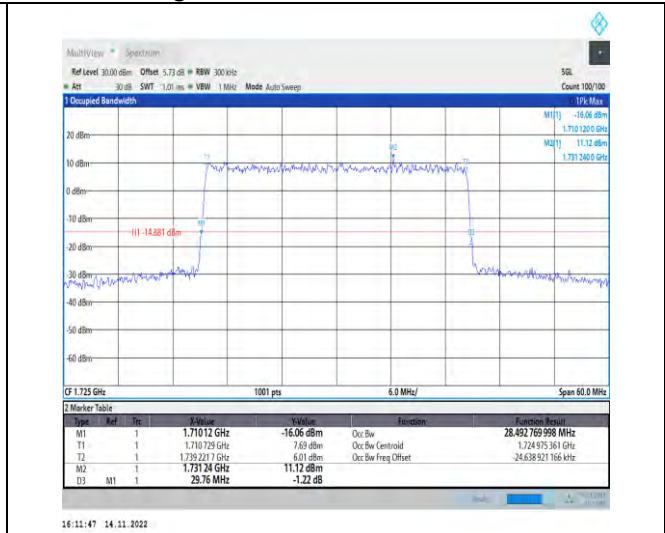 MultiView Spectrum
Ref Level 30.00 dBm Offset 5.73 dB RBW 300 kHz SGL
Att 30 dB SWT 1.01 ms VBW 1 MHz Mode Auto Sweep Count 100/100
1 Occupied Bandwidth 1Pk Max
M1[1] -16.06 dBm
1.710 120 0 GHz
M2[1] 11.12 dBm
1.731 240 0 GHz
20 dBm
M2
10 dBm
0 dBm
-10 dBm
M1
H1 -14.881 dBm
-20 dBm
-30 dBm
-40 dBm
-50 dBm
-60 dBm
CF 1.725 GHz 1001 pts 6.0 MHz/ Span 60.0 MHz
2 Marker Table
Type Ref Trc X-Value Y-Value Function Function Result
M1 1 1.710 12 GHz -16.06 dBm Occ Bw 28.492 769 998 MHz
T1 1 1.710 729 GHz 7.69 dBm Occ Bw Centroid 1.724 975 361 GHz
T2 1 1.739 221 7 GHz 6.01 dBm Occ Bw Freq Offset -24.638 921 166 kHz
M2 1 1.731 24 GHz 11.12 dBm
D3 M1 1 29.76 MHz -1.22 dB
16:11:47 14.11.2022